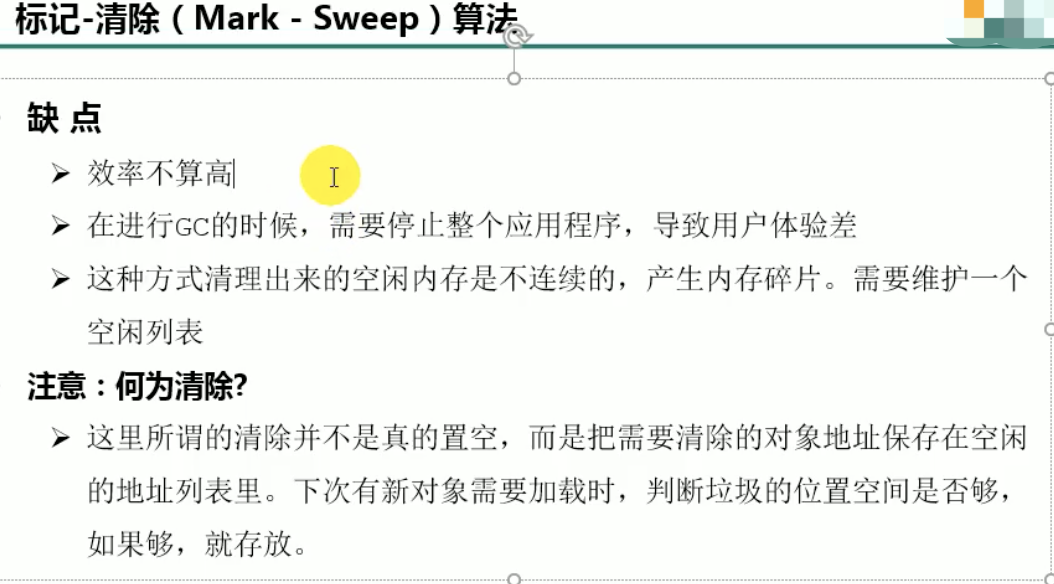 标记-清除（Mark - Sweep）算法
缺 点
效率不算高
在进行GC的时候，需要停止整个应用程序，导致用户体验差
这种方式清理出来的空闲内存是不连续的，产生内存碎片。需要维护一个
空闲列表
注意：何为清除?
这里所谓的清除并不是真的置空，而是把需要清除的对象地址保存在空闲
的地址列表里。下次有新对象需要加载时，判断垃圾的位置空间是否够，
如果够，就存放。